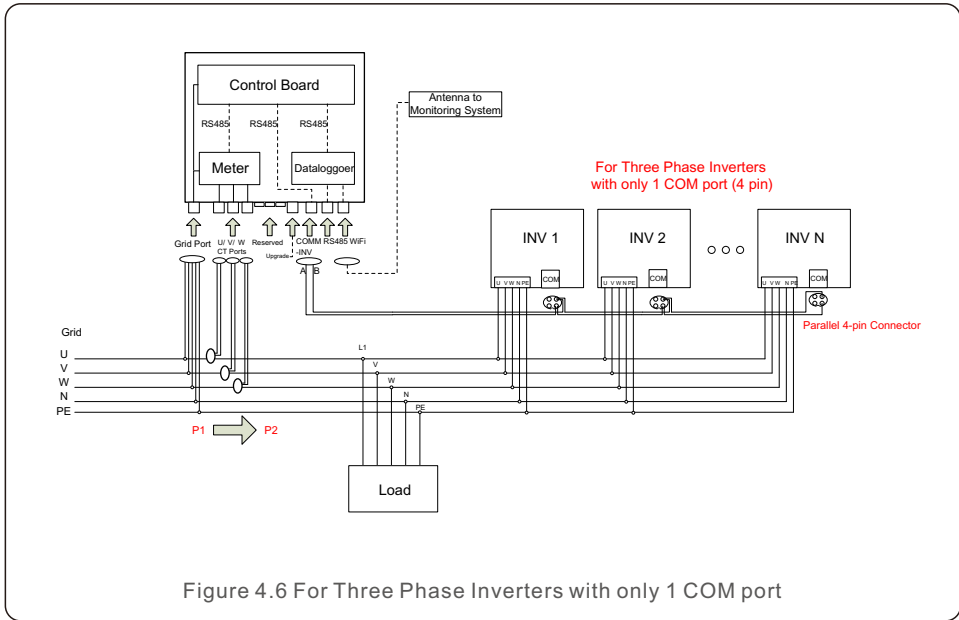 Control Board
Antenna to
Monitoring System
RS485
RS485
RS485
Meter
Dataloggoer
For Three Phase Inverters
with only 1 COM port (4 pin)
INV 1
INV 2
INV N
Grid Port
U/ V/ W
CT Ports
Reserved
Upgrade
COMM
-INV
RS485
WiFi
A
B
COM
U V W N PE
COM
U V W N PE
COM
U V W N PE
Parallel 4-pin Connector
Grid
U
V
W
N
PE
L1
V
W
N
PE
P1
P2
Load
Figure 4.6 For Three Phase Inverters with only 1 COM port